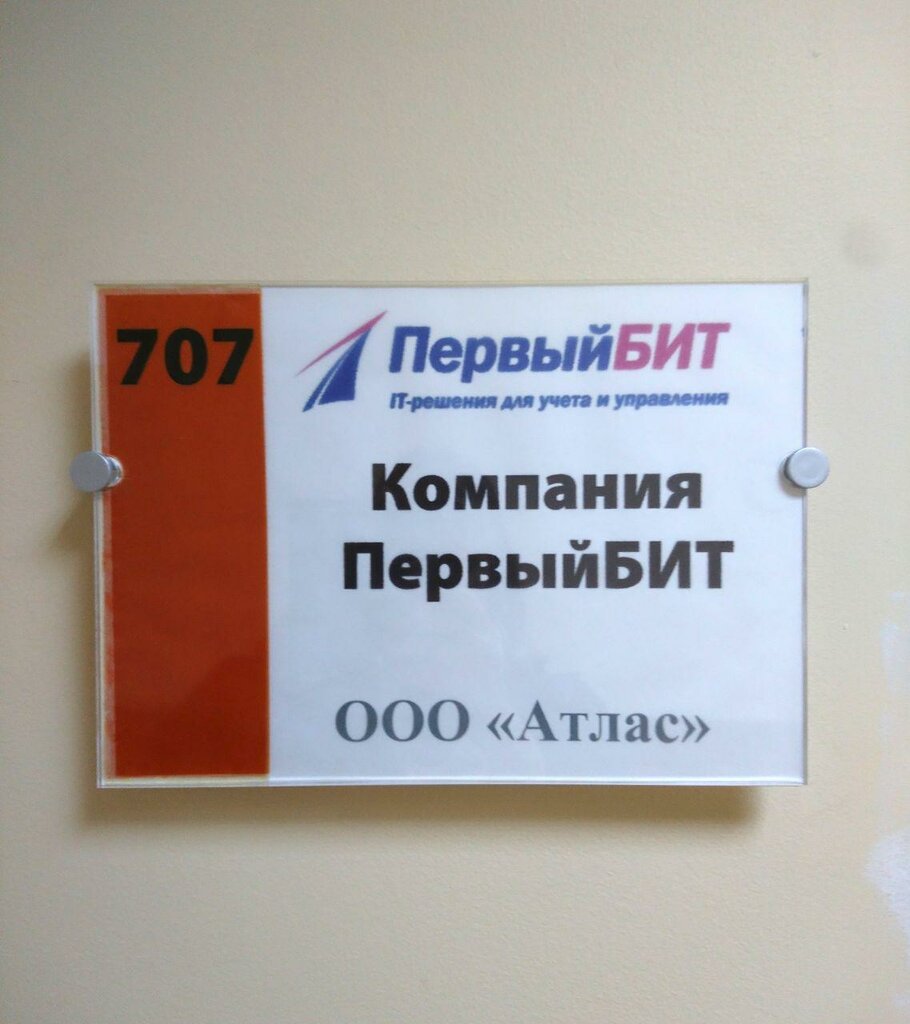 707
ПервыйБИТ
IT-решения для учета и управления
Компания
ПервыйБИТ
ООО «Атлас»